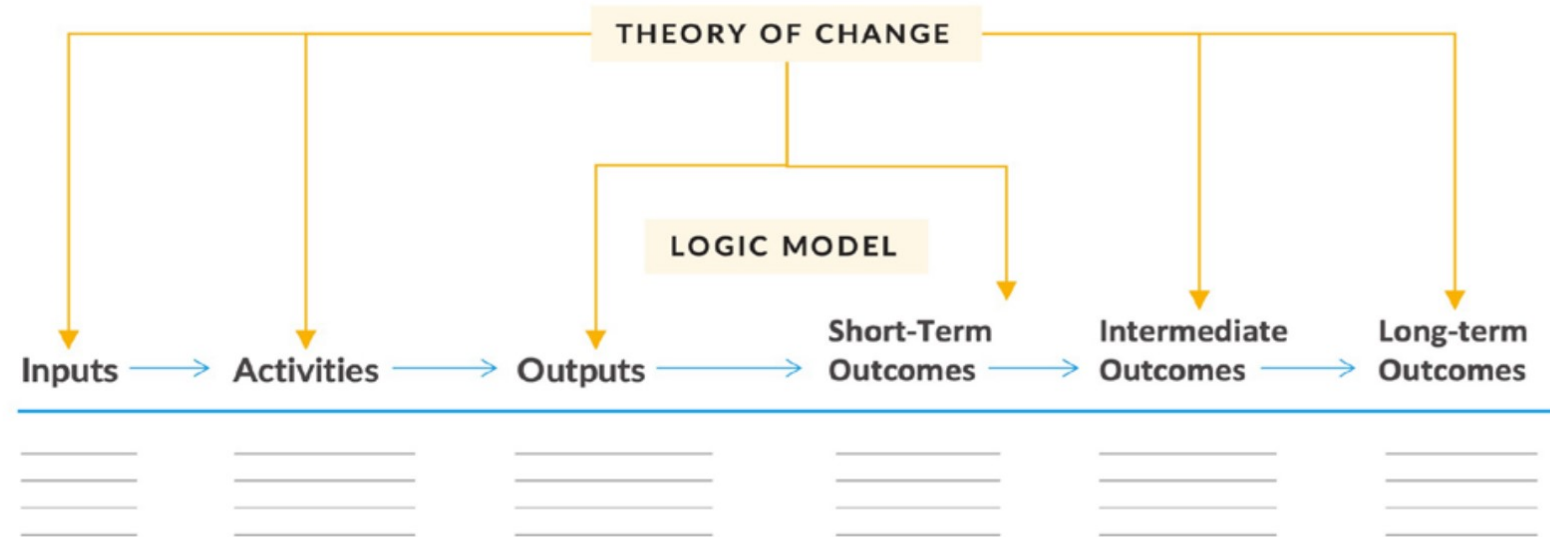 THEORY OF CHANGE
LOGIC MODEL
Inputs
Activities
Outputs
Short-Term
Outcomes
Intermediate
Outcomes
Long-term
Outcomes